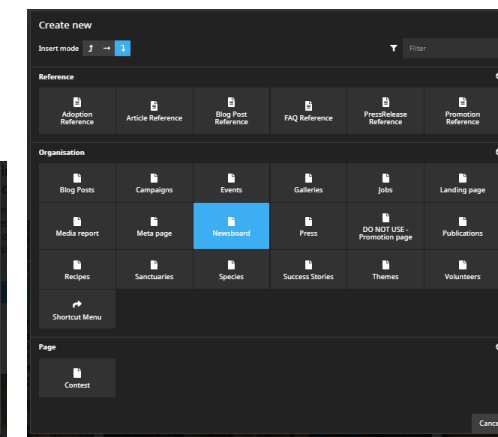 Create new
Insert mode
Filter
Reference
Adoption
Reference
Article Reference
Blog Post
Reference
FAQ Reference
PressRelease
Reference
Promotion
Reference
Organisation
Blog Posts
Campaigns
Events
Galleries
Jobs
Landing page
Media report
Meta page
Newsboard
Press
DO NOT USE -
Promotion page
Publications
Recipes
Sanctuaries
Species
Success Stories
Themes
Volunteers
Shortcut Menu
Page
Contest
Cance